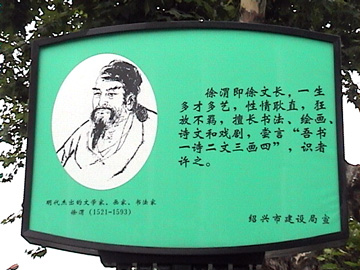 徐渭即徐文长，一生
多才多艺，性情耿直，狂
放不羁，擅长书法、绘画、
诗文和戏剧，尝言“吾书
一诗二文三画四”，识者
许之。
明代杰出的文学家，画家，书法家
徐渭（1521-1593）
绍兴市建设局宣